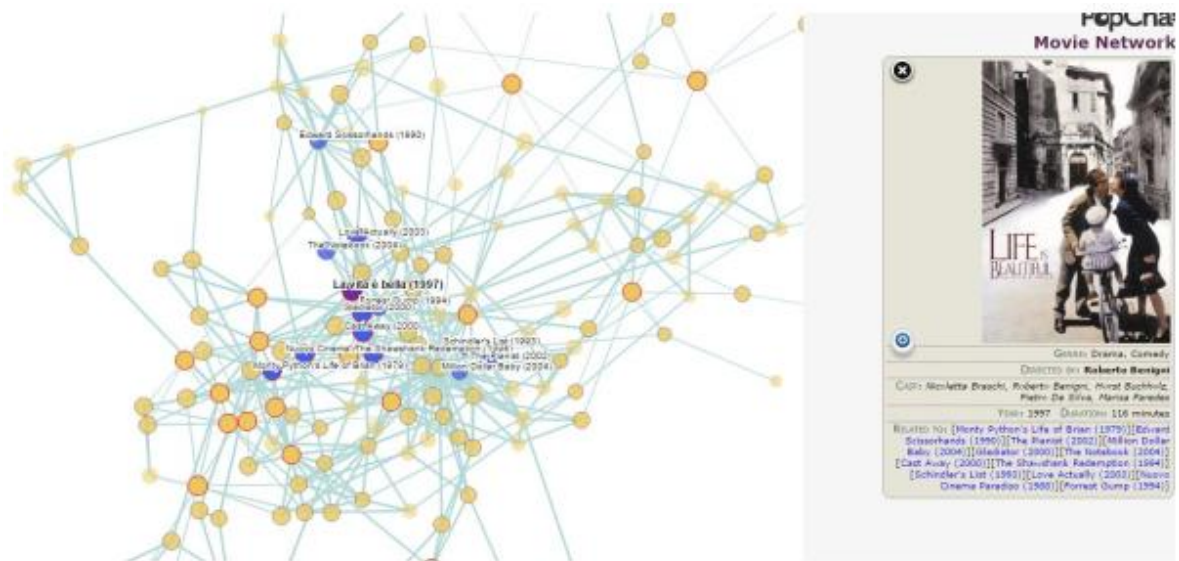 PopCha
Movie Network
Edward Scissorhands (1990)
Love Actually (2003)
The Notebook (2004)
La vita è bella (1997)
Forrest Gump (1994)
Gladiator (2000)
Cast Away (2000
Schindler's List (1993)
Nuovo Cinema The Shawshank Redemption
The Pianist (2002
Monty Python's Life of Brian (1979)
Million Dollar Baby (2004)
LIFE IS
BEAUTIFUL
Genre: Drama, Comedy
Directed by: Roberto Benigni
Cast: Nicoletta Braschi, Roberto Benigni, Horst Buchholz,
Pietro De Silva, Marisa Paredes
Year: 1997 Duration: 116 minutes
Related to: [Monty Python's Life of Brian (1979)][Edward
Scissorhands (1990)][The Pianist (2002)][Million Dollar
Baby (2004)][Gladiator (2000)][The Notebook (2004)]
[Cast Away (2000)][The Shawshank Redemption (1994)]
[Schindler's List (1993)][Love Actually (2003)][Nuovo
Cinema Paradiso (1988)][Forrest Gump (1994)]